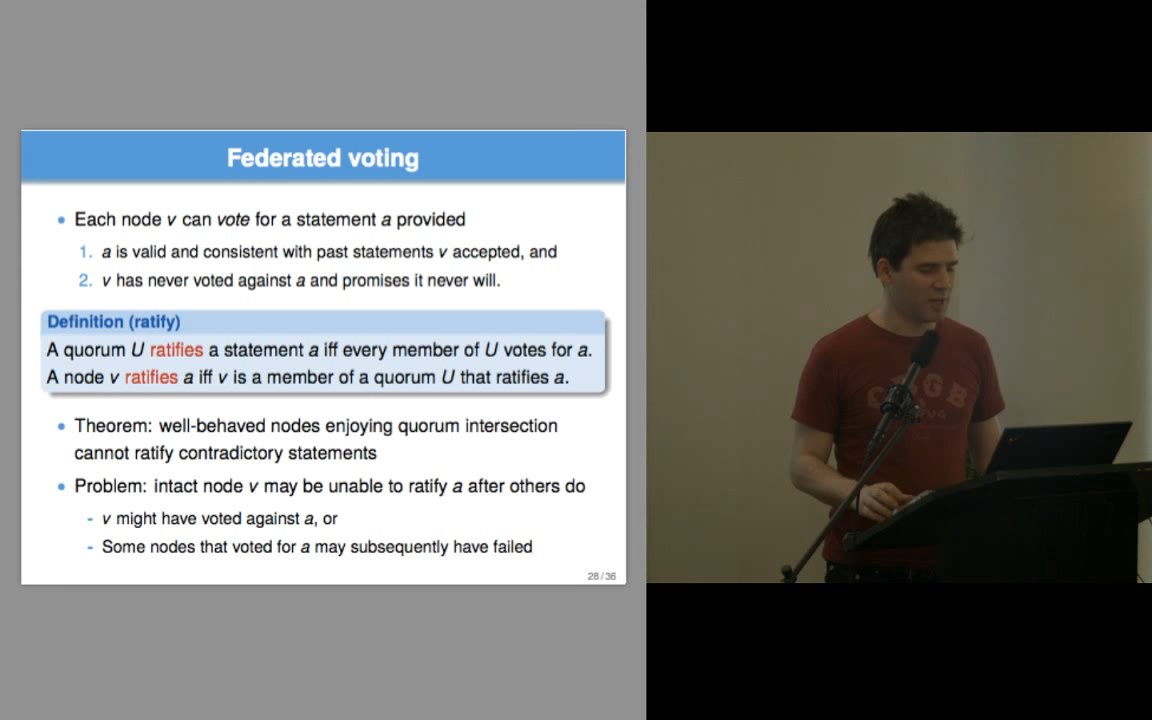 Federated voting
• Each node v can vote for a statement a provided
1. a is valid and consistent with past statements v accepted, and
2. v has never voted against a and promises it never will.
Definition (ratify)
A quorum U ratifies a statement a iff every member of U votes for a.
A node v ratifies a iff v is a member of a quorum U that ratifies a.
• Theorem: well-behaved nodes enjoying quorum intersection
cannot ratify contradictory statements
• Problem: intact node v may be unable to ratify a after others do
- v might have voted against a, or
- Some nodes that voted for a may subsequently have failed
28/36